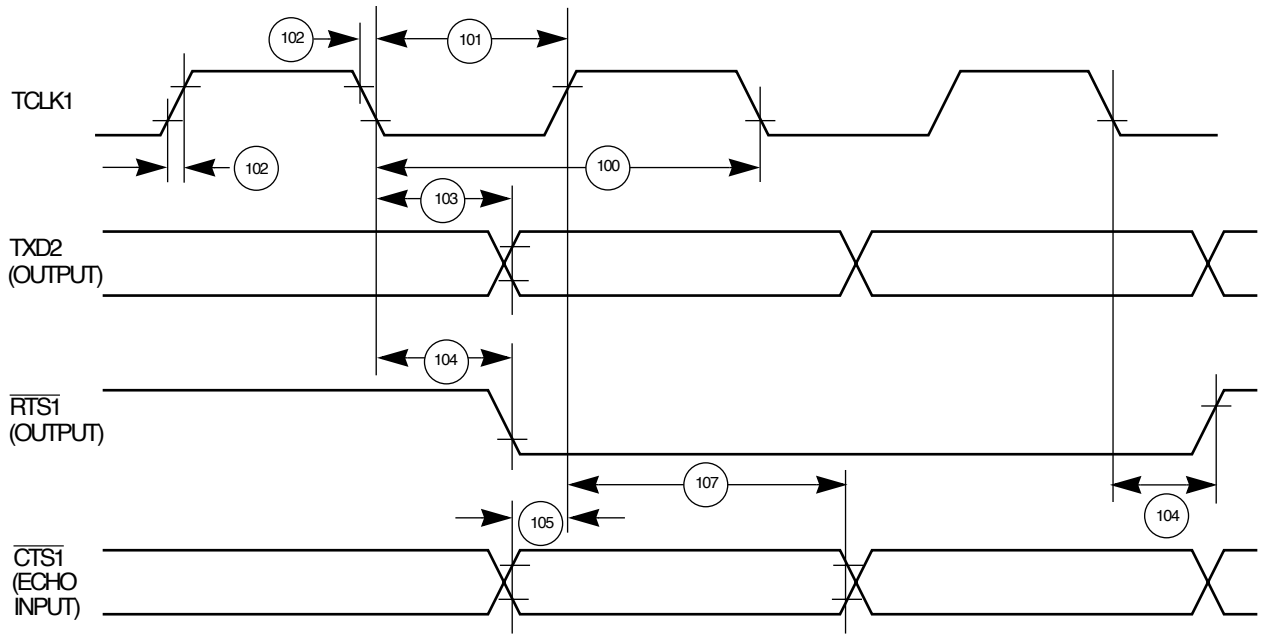 102
101
TCLK1
102
100
103
TXD2
(OUTPUT)
104
RTS1
(OUTPUT)
107
105
104
CTS1
(ECHO
INPUT)